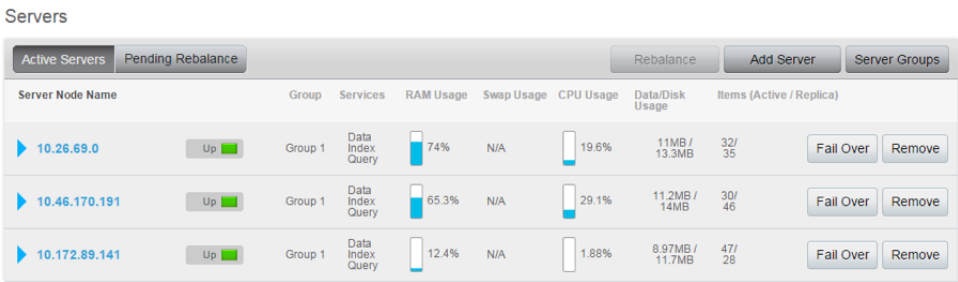 Servers
Active Servers Pending Rebalance Rebalance Add Server Server Groups
Server Node Name Group Services RAM Usage Swap Usage CPU Usage Data/Disk Usage Items (Active / Replica)
10.26.69.0 Up Group 1 Data Index Query 74% N/A 19.6% 11MB / 13.3MB 32/ 35 Fail Over Remove
10.46.170.191 Up Group 1 Data Index Query 65.3% N/A 29.1% 11.2MB / 14MB 30/ 46 Fail Over Remove
10.172.89.141 Up Group 1 Data Index Query 12.4% N/A 1.88% 8.97MB / 11.7MB 47/ 28 Fail Over Remove